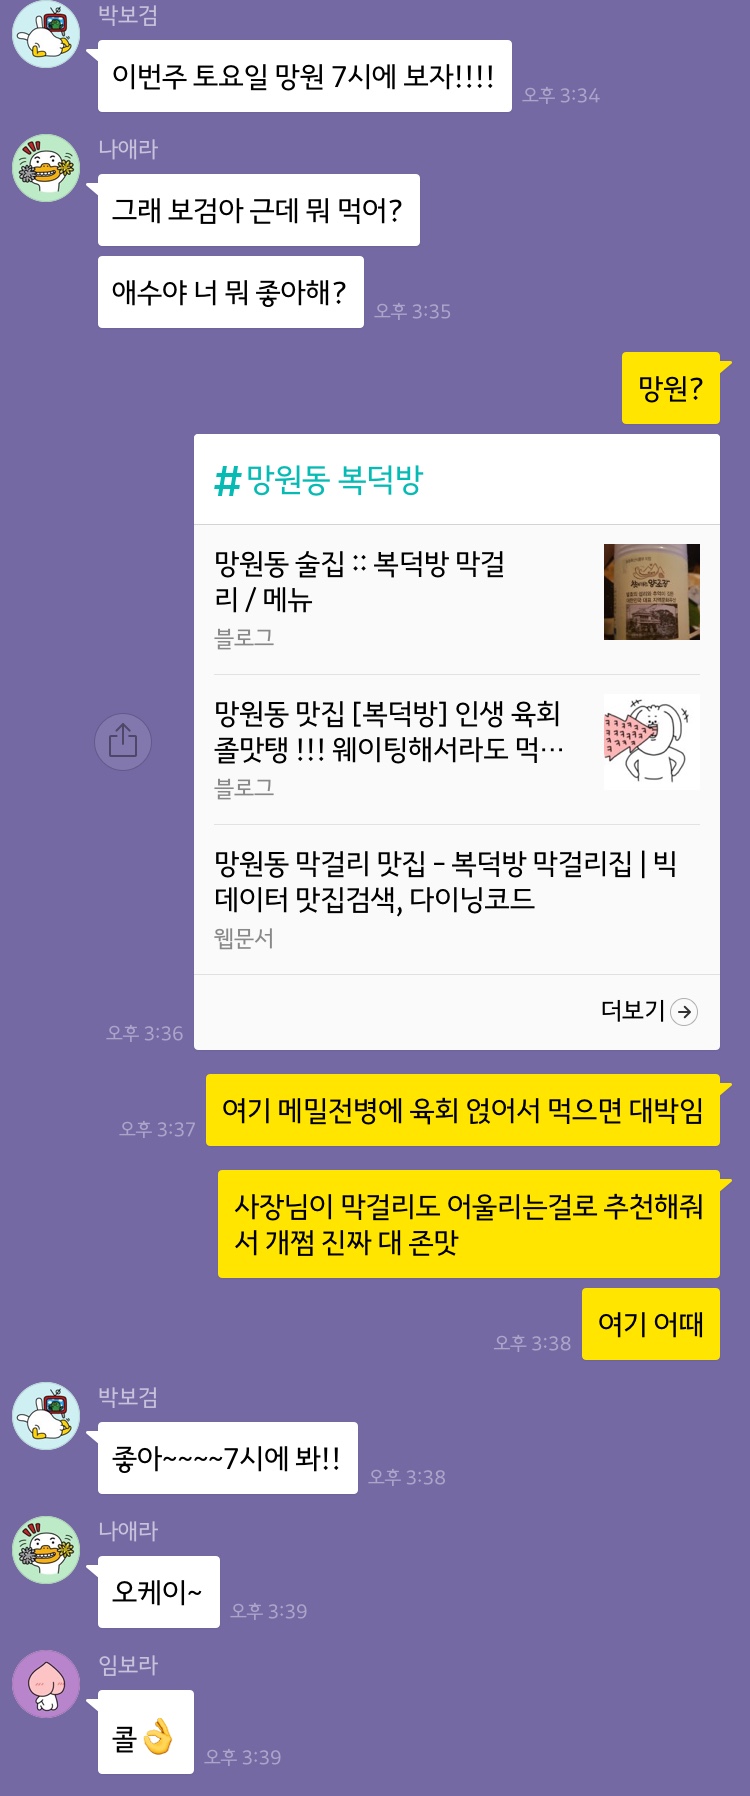 박보검
이번주 토요일 망원 7시에 보자!!!!
오후 3:34
나애라
그래 보검아 근데 뭐 먹어?
애수야 너 뭐 좋아해?
오후 3:35
망원?
#망원동 복덕방
망원동 술집 :: 복덕방 막걸
리 / 메뉴
블로그
망원동 맛집 [복덕방] 인생 육회
졸맛탱 !!! 웨이팅해서라도 먹…
블로그
망원동 막걸리 맛집 - 복덕방 막걸리집 | 빅
데이터 맛집검색, 다이닝코드
웹문서
더보기
오후 3:36
여기 메밀전병에 육회 얹어서 먹으면 대박임
오후 3:37
사장님이 막걸리도 어울리는걸로 추천해줘
서 개쩜 진짜 대 존맛
여기 어때
오후 3:38
박보검
좋아~~~~7시에 봐!!
오후 3:38
나애라
오케이~
오후 3:39
임보라
콜👌
오후 3:39